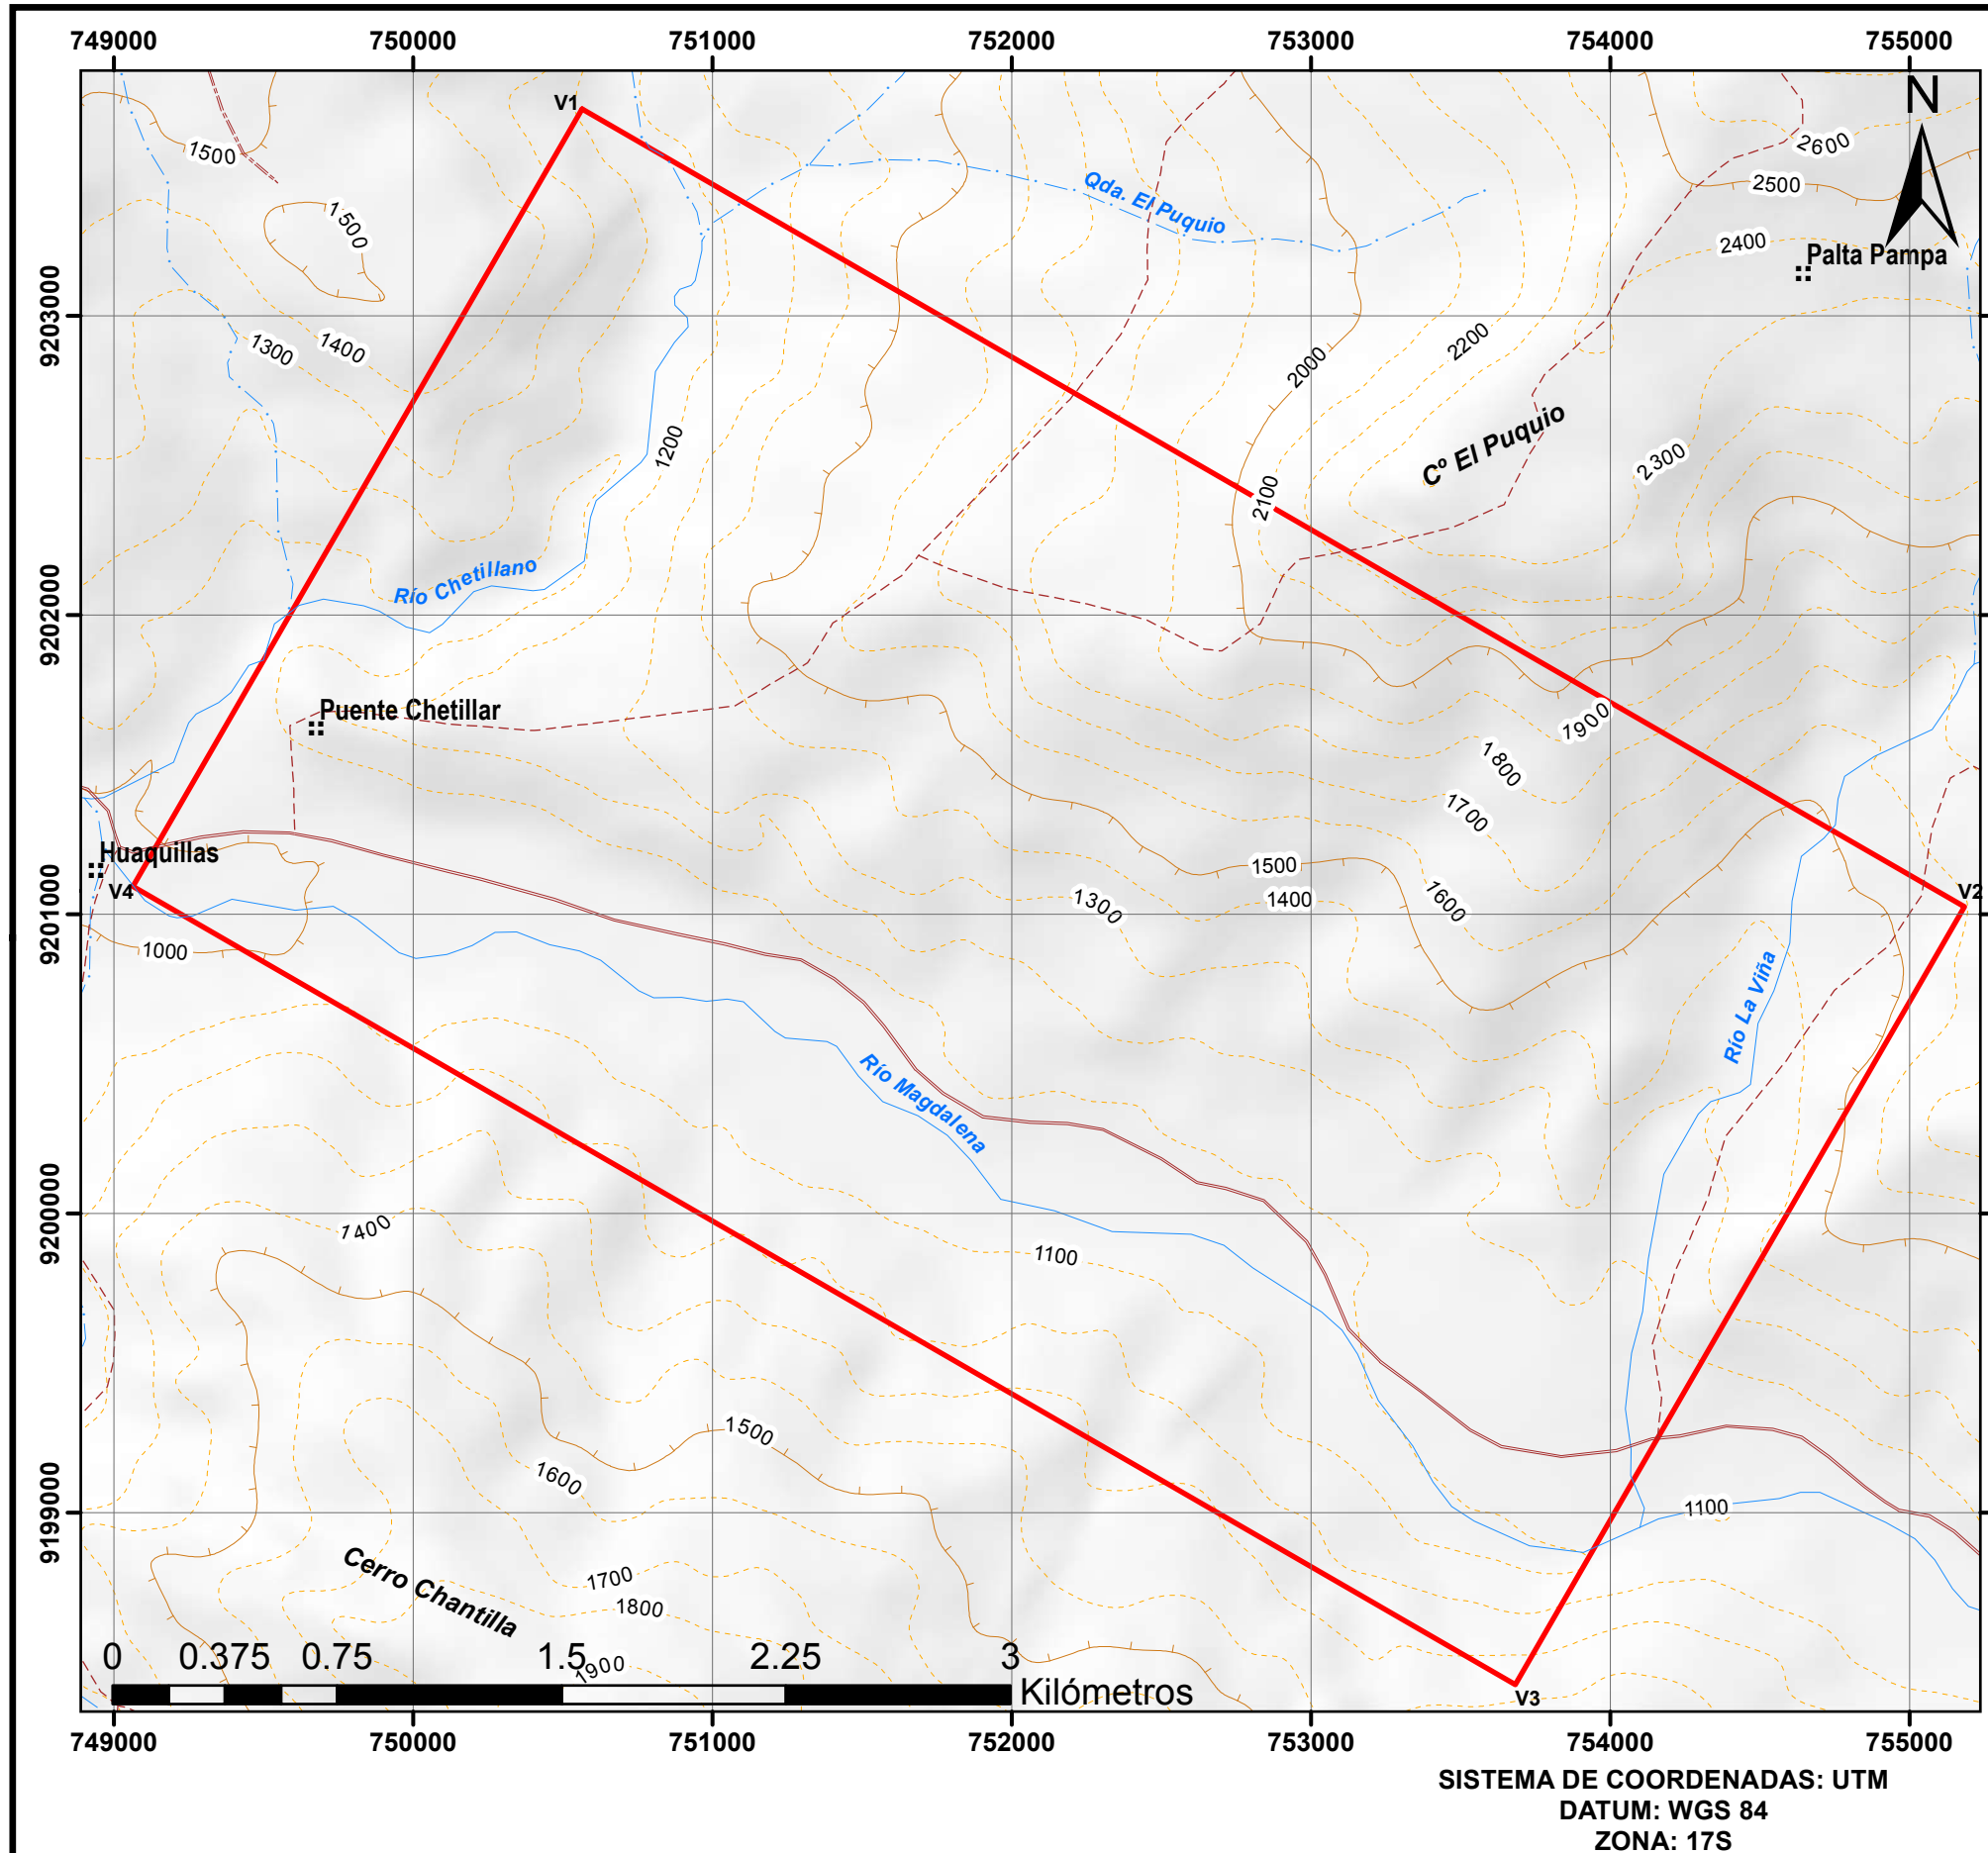 749000 750000 751000 752000 753000 754000 755000
V1
N
2600
1500
2500
Qda. El Puquio
1500
2400
Palta Pampa
9203000
1300
1400
2200
2000
Cº El Puquio
1200
2300
2100
Río Chetillano
9202000
Puente Chetillar
1900
1800
1700
Huaquillas
1500
V4
V2
1300
1400
1600
9201000
1000
Río La Viña
Río Magdalena
9200000
1400
1100
1500
1600
1100
9199000
Cerro Chantilla
1700
1800
1900
0 0.375 0.75 1.5 2.25 3
Kilómetros
V3
749000 750000 751000 752000 753000 754000 755000
SISTEMA DE COORDENADAS: UTM
DATUM: WGS 84
ZONA: 17S